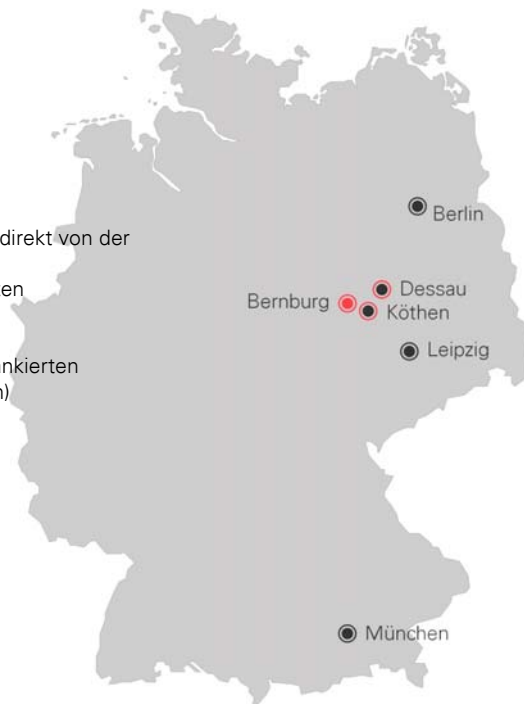 direkt von der
en
nkierten
)
Berlin
Dessau
Bernburg
Köthen
Leipzig
München